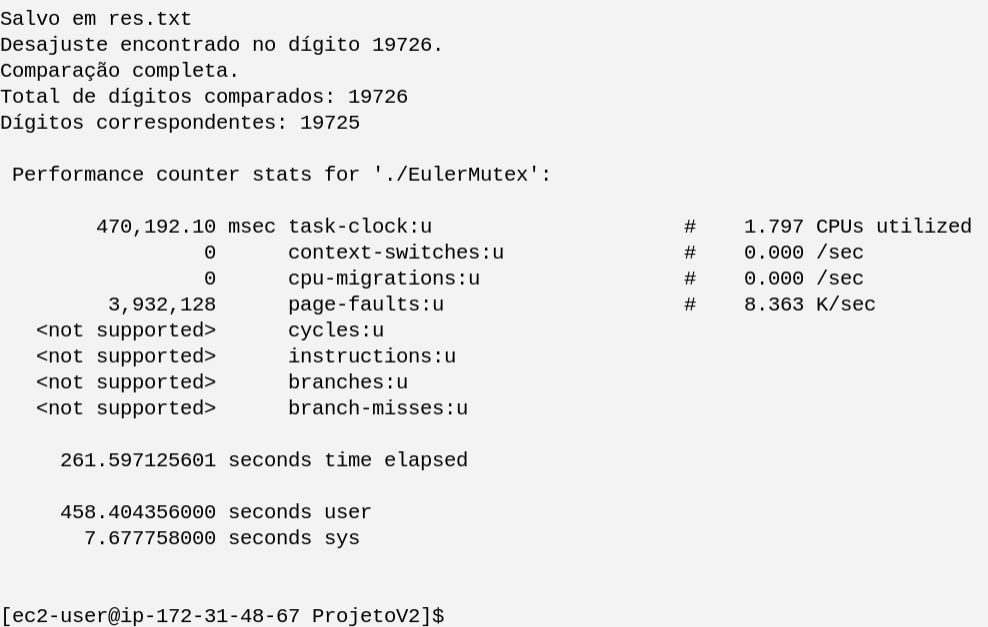 Salvo em res.txt
Desajuste encontrado no dígito 19726.
Comparação completa.
Total de dígitos comparados: 19726
Dígitos correspondentes: 19725
Performance counter stats for './EulerMutex':
470,192.10 msec task-clock:u # 1.797 CPUs utilized
0 context-switches:u # 0.000 /sec
0 cpu-migrations:u # 0.000 /sec
3,932,128 page-faults:u # 8.363 K/sec
<not supported> cycles:u
<not supported> instructions:u
<not supported> branches:u
<not supported> branch-misses:u
261.597125601 seconds time elapsed
458.404356000 seconds user
7.677758000 seconds sys
[ec2-user@ip-172-31-48-67 ProjetoV2]$